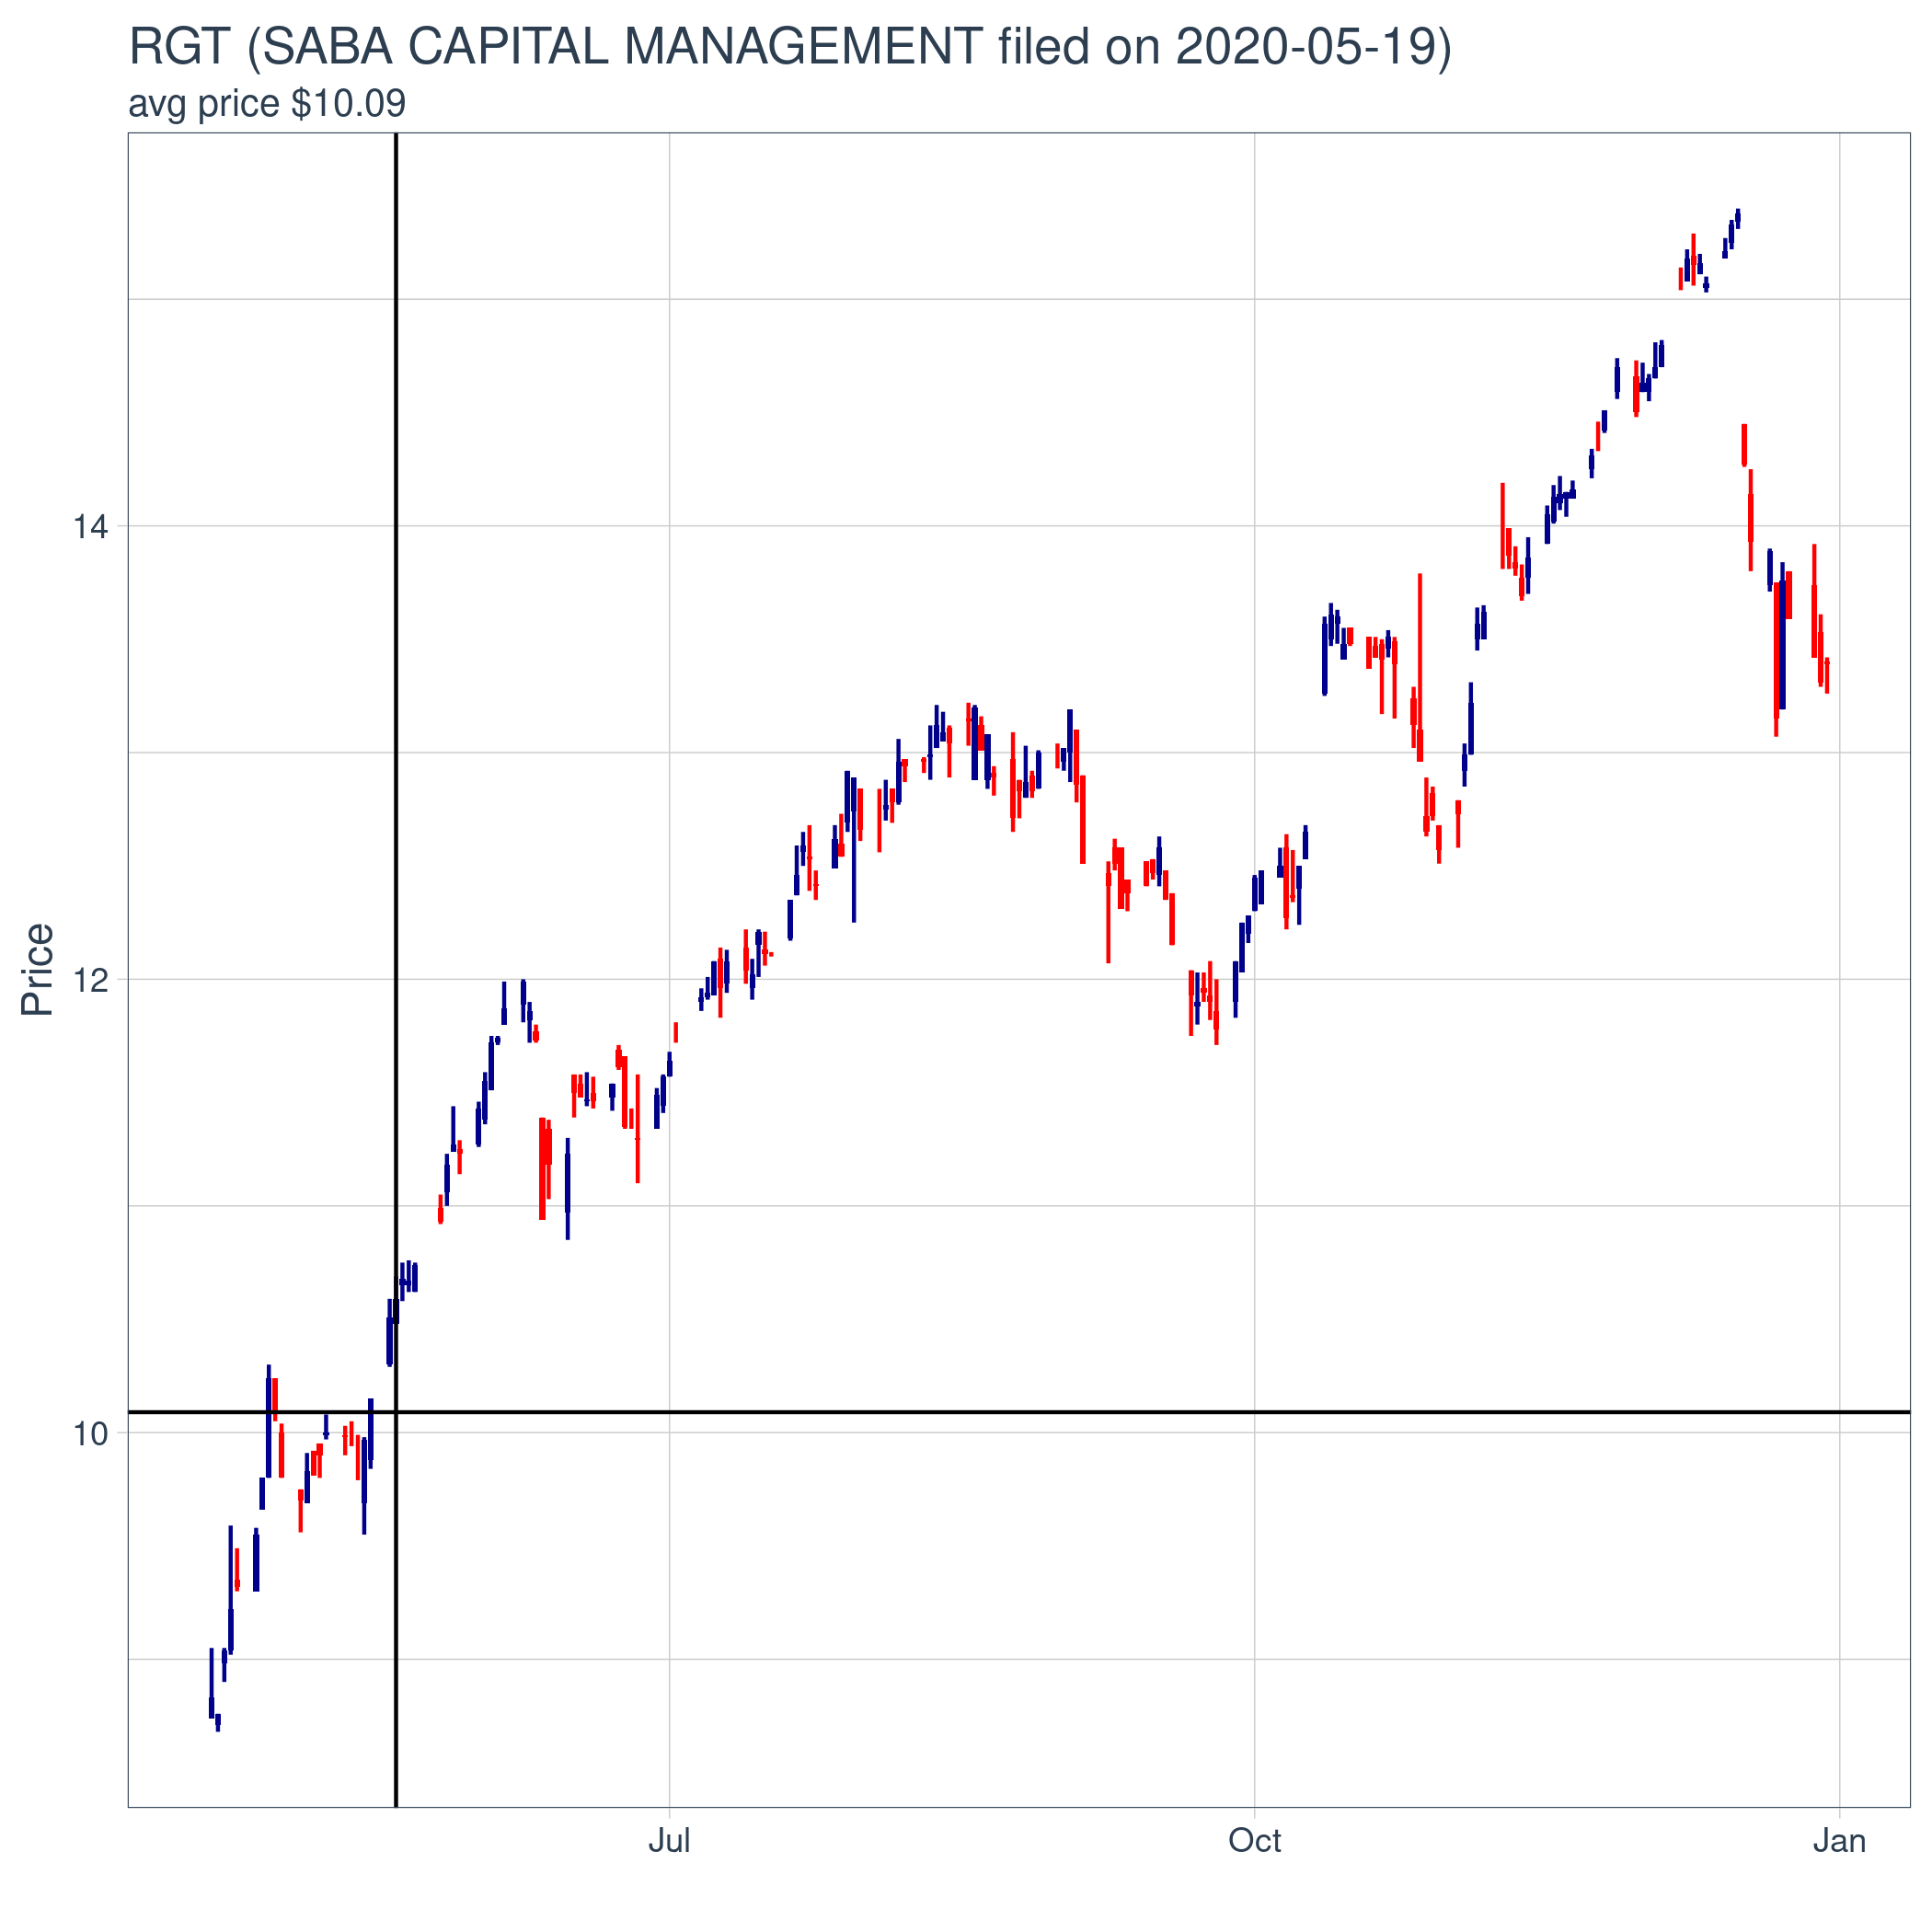 RGT (SABA CAPITAL MANAGEMENT filed on 2020-05-19)
avg price $10.09
14
12
10
Price
Jul
Oct
Jan